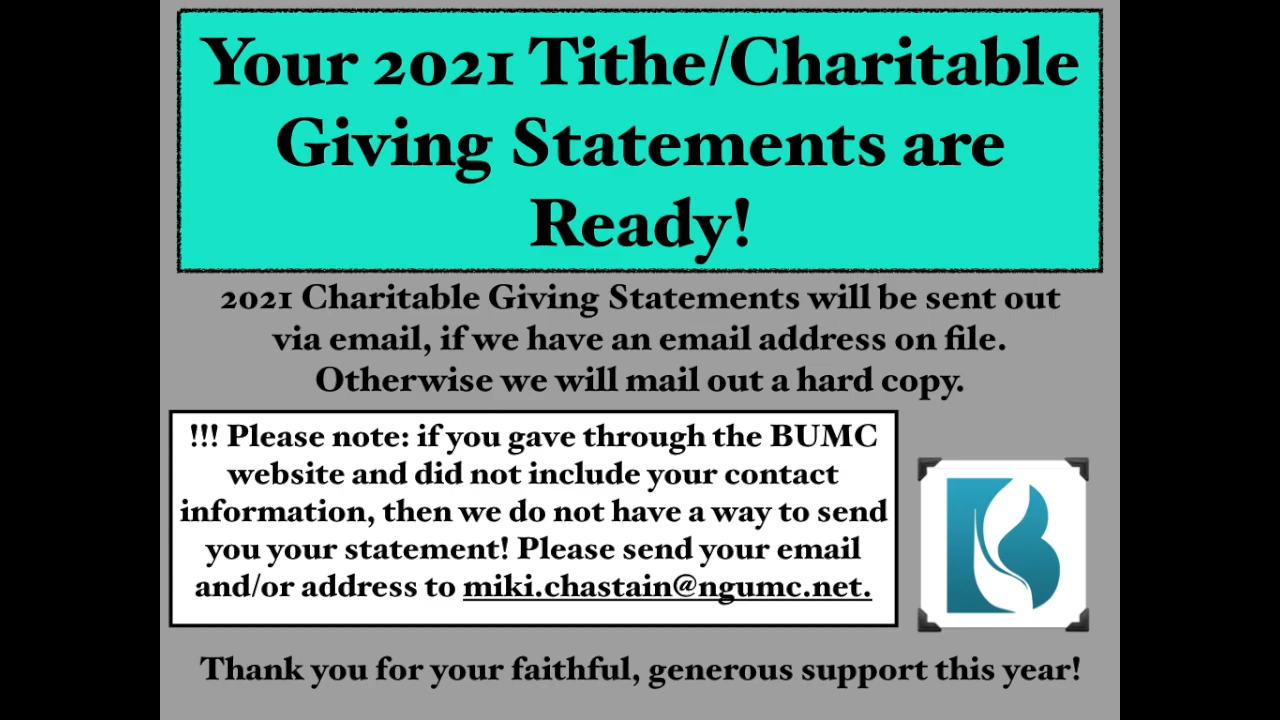 Your 2021 Tithe/Charitable
Giving Statements are
Ready!
2021 Charitable Giving Statements will be sent out
via email, if we have an email address on file.
Otherwise we will mail out a hard copy.
!!! Please note: if you gave through the BUMC
website and did not include your contact
information, then we do not have a way to send
you your statement! Please send your email
and/or address to miki.chastain@ngumc.net.
Thank you for your faithful, generous support this year!